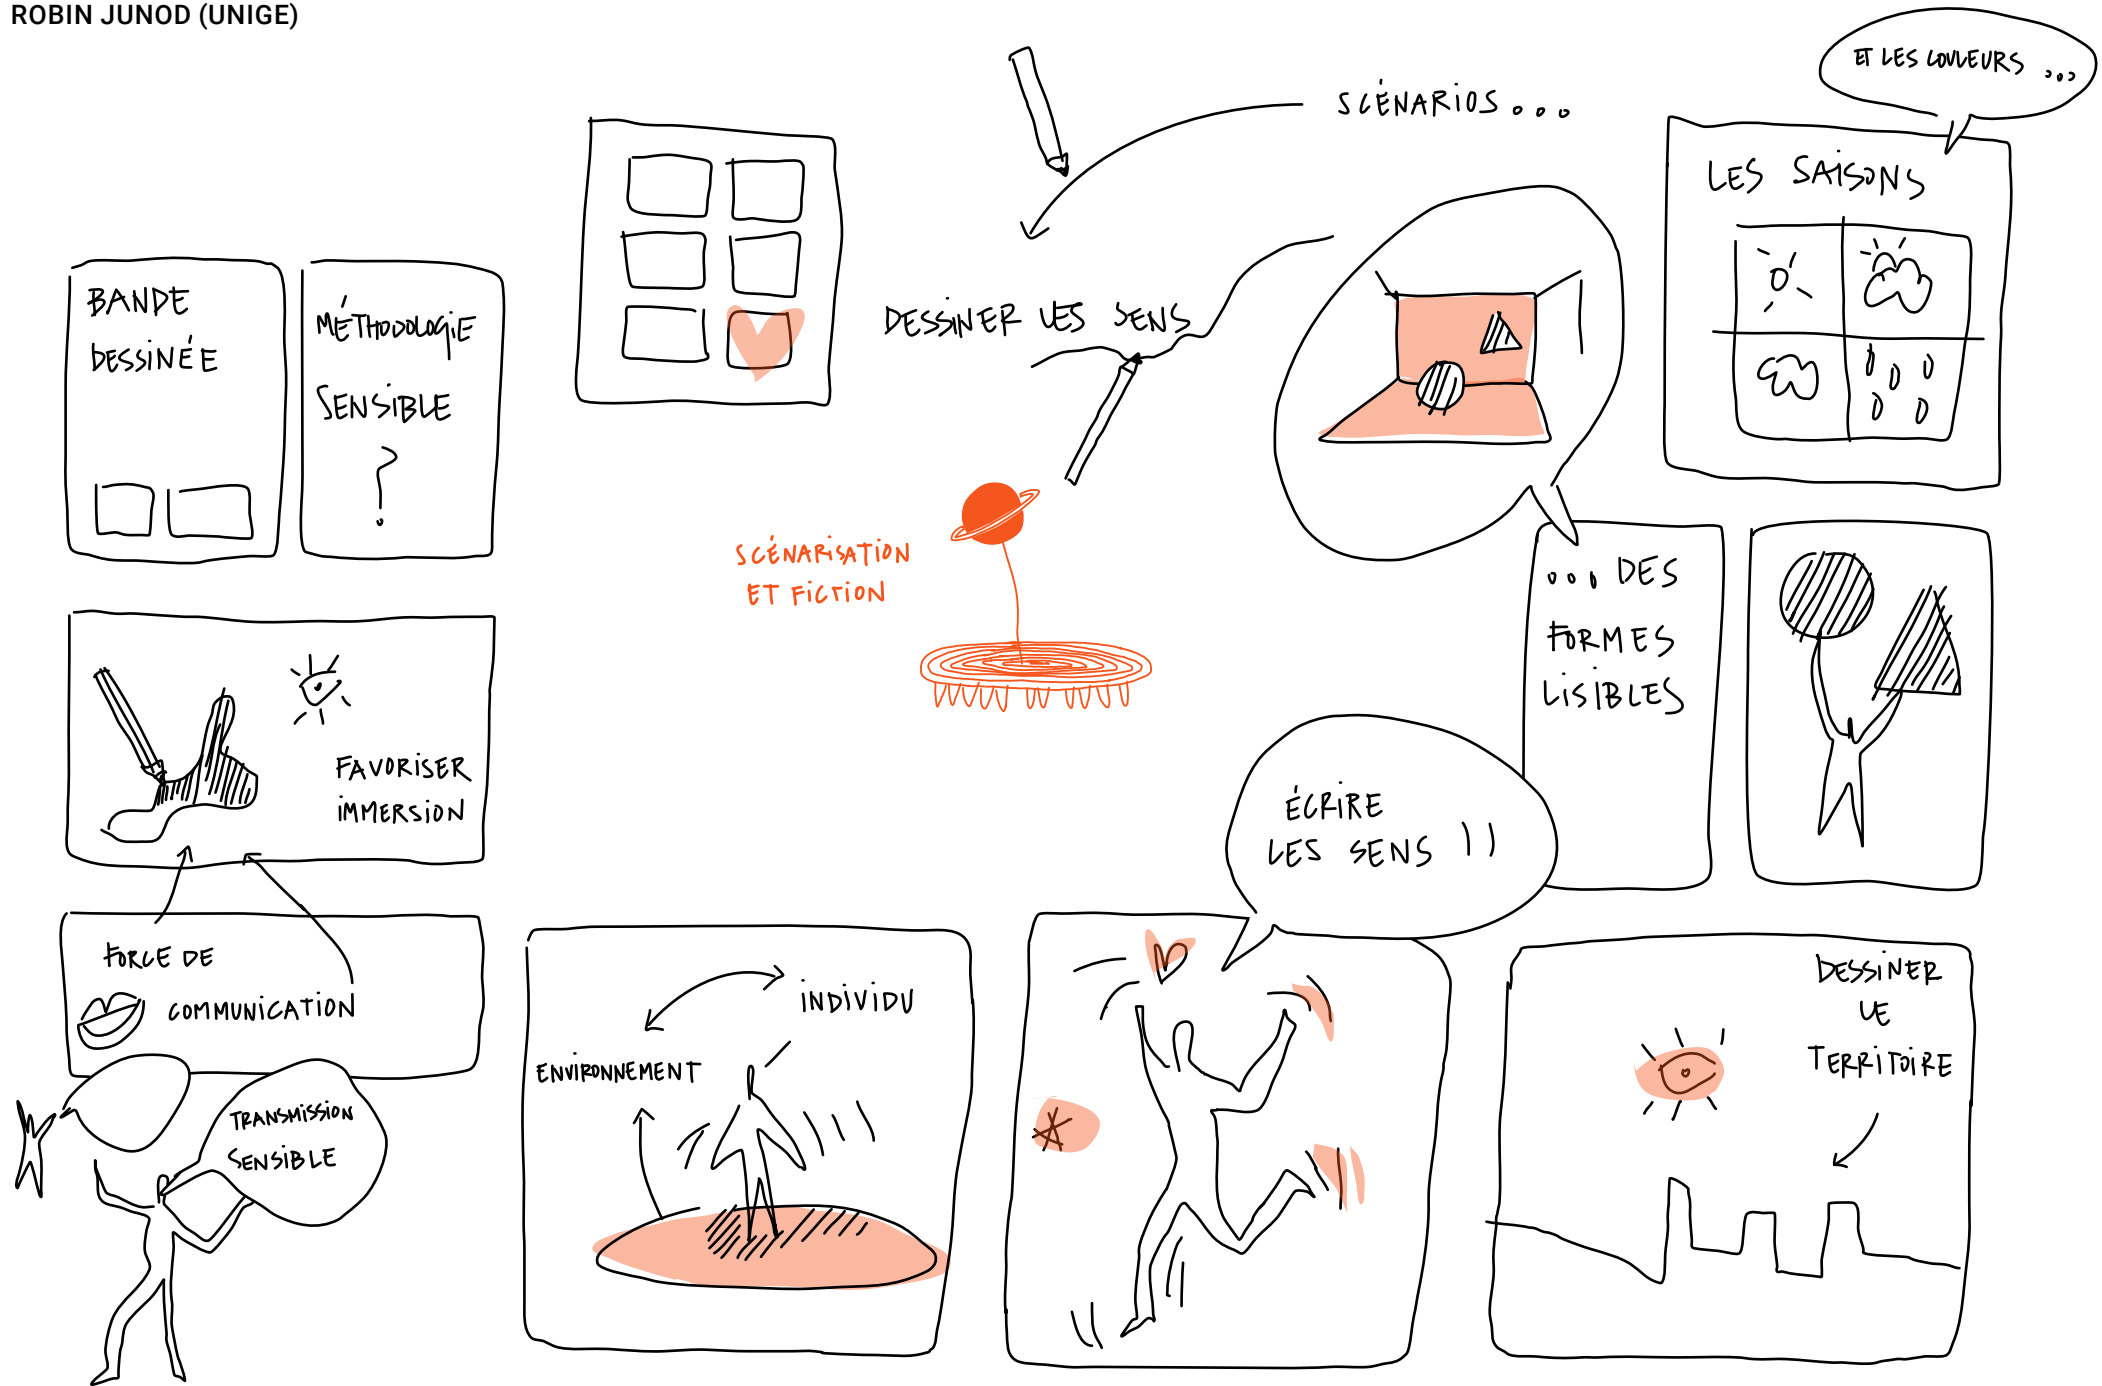 ROBIN JUNOD (UNIGE)
BANDE
DESSINÉE
MÉTHODOLOGIE
SENSIBLE
?
FAVORISER
IMMERSION
FORCE DE
COMMUNICATION
TRANSMISSION
SENSIBLE
SCÉNARIOS...
DESSINER LES SENS
SCÉNARISATION
ET FICTION
ET LES COULEURS ...
LES SAISONS
... DES
FORMES
LISIBLES
INDIVIDU
ENVIRONNEMENT
ÉCRIRE
LES SENS !!
DESSINER
LE
TERRITOIRE